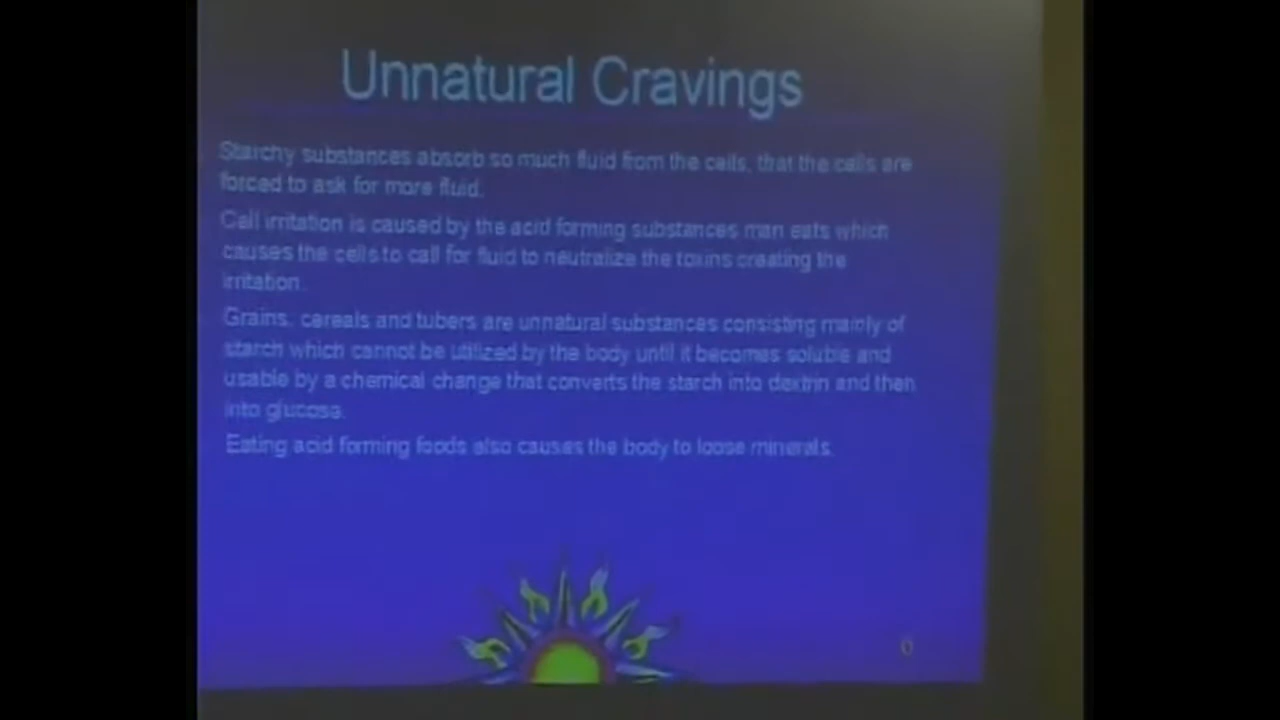 Unnatural Cravings
Starchy substances absorb so much fluid from the cells, that the cells are
forced to ask for more fluid.
Cell irritation is caused by the acid forming substances man eats which
causes the cells to call for fluid to neutralize the toxins creating the
irritation.
Grains, cereals and tubers are unnatural substances consisting mainly of
starch which cannot be utilized by the body until it becomes soluble and
usable by a chemical change that converts the starch into dextrin and then
into glucose.
Eating acid forming foods also causes the body to loose minerals.
0